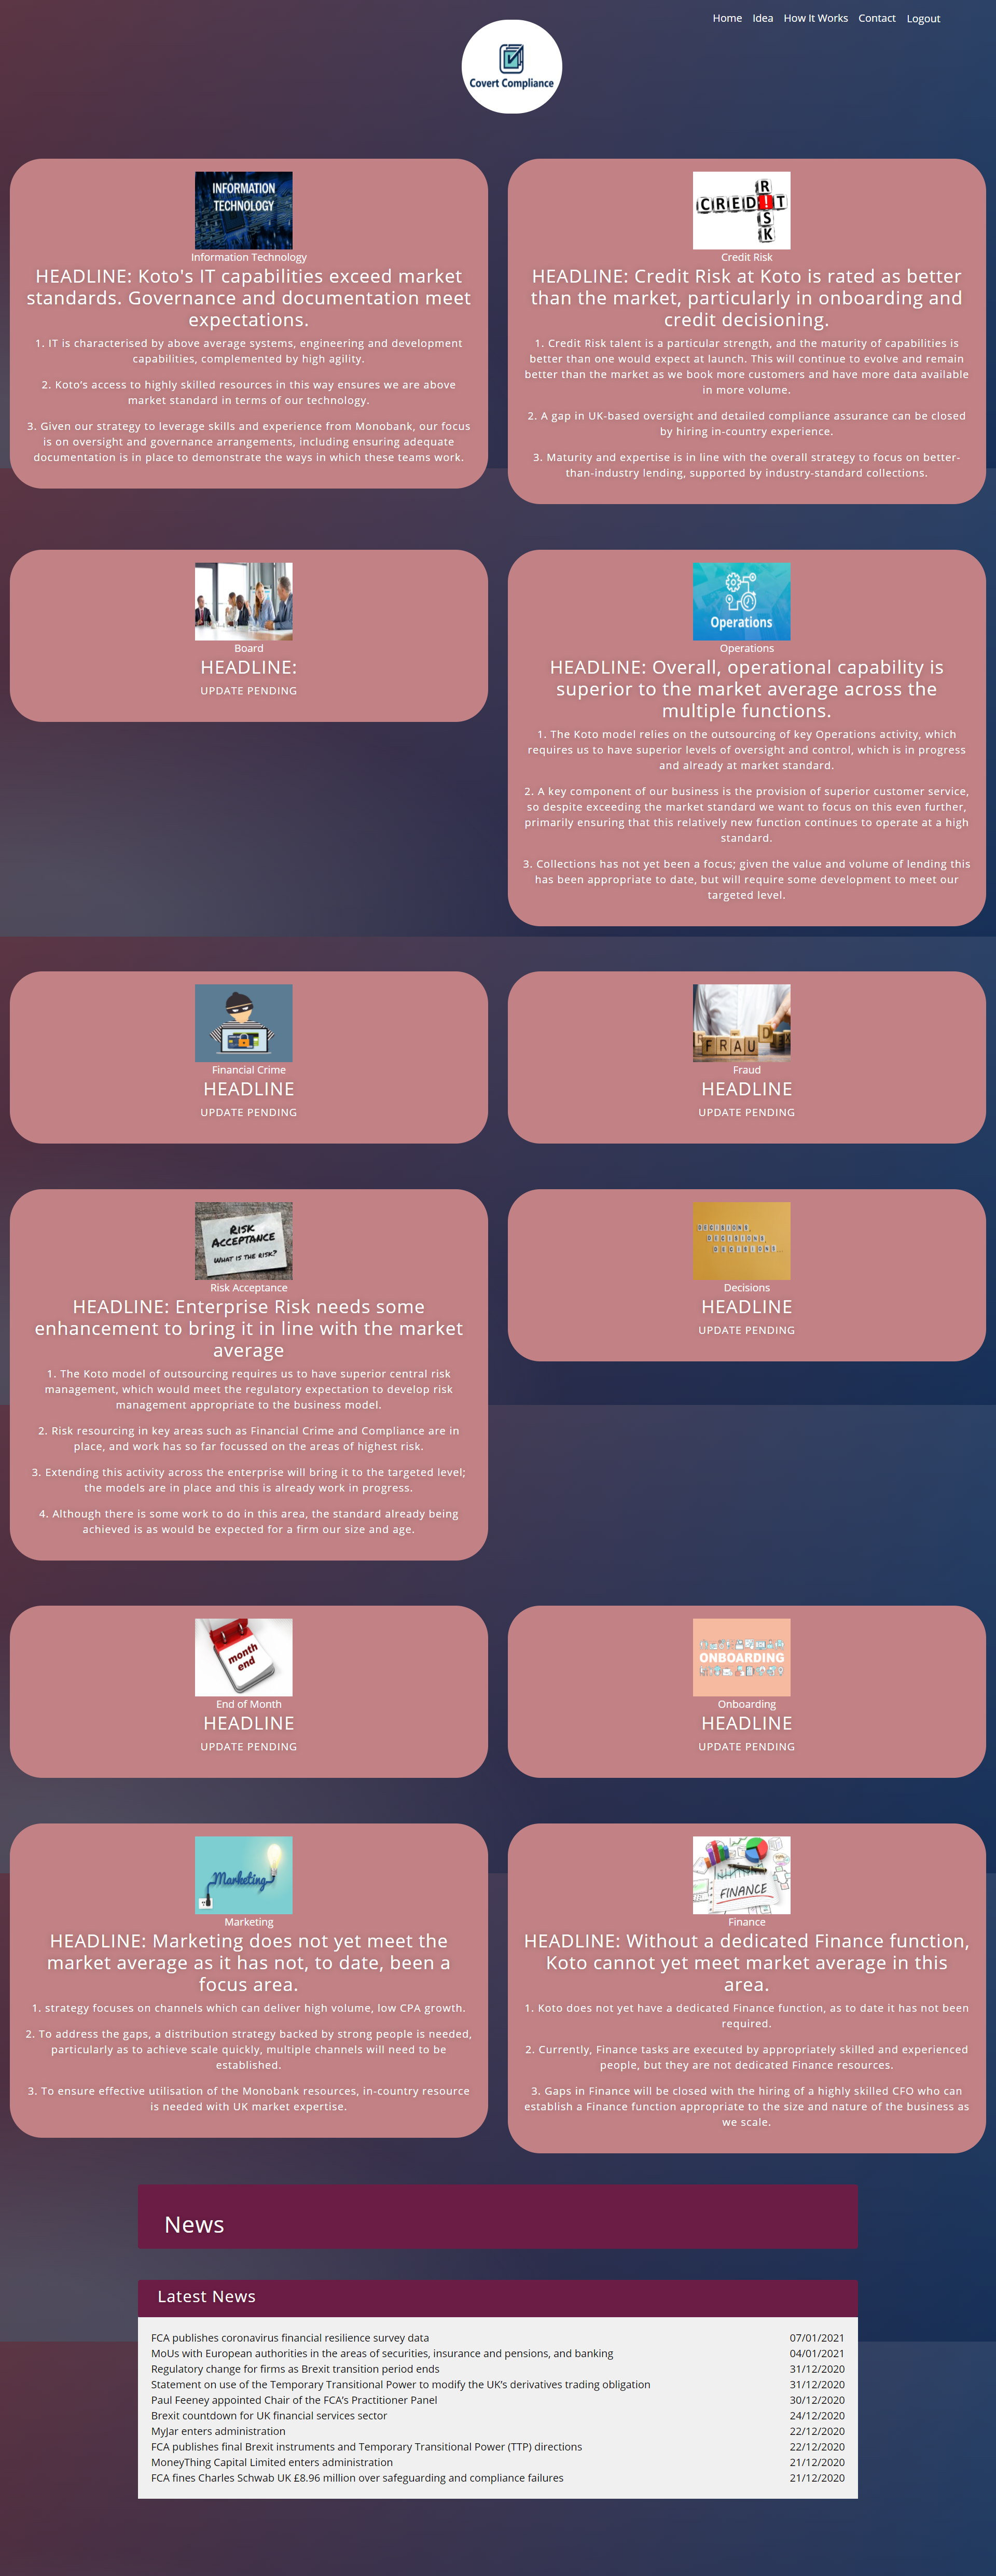 Home Idea How It Works Contact Logout
Covert Compliance
INFORMATION
TECHNOLOGY
Information Technology
HEADLINE: Koto's IT capabilities exceed market
standards. Governance and documentation meet
expectations.
1. IT is characterised by above average systems, engineering and development
capabilities, complemented by high agility.
2. Koto's access to highly skilled resources in this way ensures we are above
market standard in terms of our technology.
3. Given our strategy to leverage skills and experience from Monobank, our focus
is on oversight and governance arrangements, including ensuring adequate
documentation is in place to demonstrate the ways in which these teams work.
CREDIT
RISK
Credit Risk
HEADLINE: Credit Risk at Koto is rated as better
than the market, particularly in onboarding and
credit decisioning.
1. Credit Risk talent is a particular strength, and the maturity of capabilities is
better than one would expect at launch. This will continue to evolve and remain
better than the market as we book more customers and have more data available
in more volume.
2. A gap in UK-based oversight and detailed compliance assurance can be closed
by hiring in-country experience.
3. Maturity and expertise is in line with the overall strategy to focus on better-
than-industry lending, supported by industry-standard collections.
Board
HEADLINE:
UPDATE PENDING
Operations
Operations
HEADLINE: Overall, operational capability is
superior to the market average across the
multiple functions.
1. The Koto model relies on the outsourcing of key Operations activity, which
requires us to have superior levels of oversight and control, which is in progress
and already at market standard.
2. A key component of our business is the provision of superior customer service,
so despite exceeding the market standard we want to focus on this even further,
primarily ensuring that this relatively new function continues to operate at a high
standard.
3. Collections has not yet been a focus; given the value and volume of lending this
has been appropriate to date, but will require some development to meet our
targeted level.
Financial Crime
HEADLINE
UPDATE PENDING
FRAUD
Fraud
HEADLINE
UPDATE PENDING
RISK
ACCEPTANCE
WHAT IS THE RISK?
Risk Acceptance
HEADLINE: Enterprise Risk needs some
enhancement to bring it in line with the market
average
1. The Koto model of outsourcing requires us to have superior central risk
management, which would meet the regulatory expectation to develop risk
management appropriate to the business model.
2. Risk resourcing in key areas such as Financial Crime and Compliance are in
place, and work has so far focussed on the areas of highest risk.
3. Extending this activity across the enterprise will bring it to the targeted level;
the models are in place and this is already work in progress.
4. Although there is some work to do in this area, the standard already being
achieved is as would be expected for a firm our size and age.
DECISIONS,
DECISIONS
DECISIONS...
Decisions
HEADLINE
UPDATE PENDING
month
end
End of Month
HEADLINE
UPDATE PENDING
ONBOARDING
Onboarding
HEADLINE
UPDATE PENDING
Marketing
Marketing
HEADLINE: Marketing does not yet meet the
market average as it has not, to date, been a
focus area.
1. strategy focuses on channels which can deliver high volume, low CPA growth.
2. To address the gaps, a distribution strategy backed by strong people is needed,
particularly as to achieve scale quickly, multiple channels will need to be
established.
3. To ensure effective utilisation of the Monobank resources, in-country resource
is needed with UK market expertise.
FINANCE
Finance
HEADLINE: Without a dedicated Finance function,
Koto cannot yet meet market average in this
area.
1. Koto does not yet have a dedicated Finance function, as to date it has not been
required.
2. Currently, Finance tasks are executed by appropriately skilled and experienced
people, but they are not dedicated Finance resources.
3. Gaps in Finance will be closed with the hiring of a highly skilled CFO who can
establish a Finance function appropriate to the size and nature of the business as
we scale.
News
Latest News
FCA publishes coronavirus financial resilience survey data 07/01/2021
MoUs with European authorities in the areas of securities, insurance and pensions, and banking 04/01/2021
Regulatory change for firms as Brexit transition period ends 31/12/2020
Statement on use of the Temporary Transitional Power to modify the UK's derivatives trading obligation 31/12/2020
Paul Feeney appointed Chair of the FCA's Practitioner Panel 30/12/2020
Brexit countdown for UK financial services sector 24/12/2020
MyJar enters administration 22/12/2020
FCA publishes final Brexit instruments and Temporary Transitional Power (TTP) directions 22/12/2020
MoneyThing Capital Limited enters administration 21/12/2020
FCA fines Charles Schwab UK £8.96 million over safeguarding and compliance failures 21/12/2020